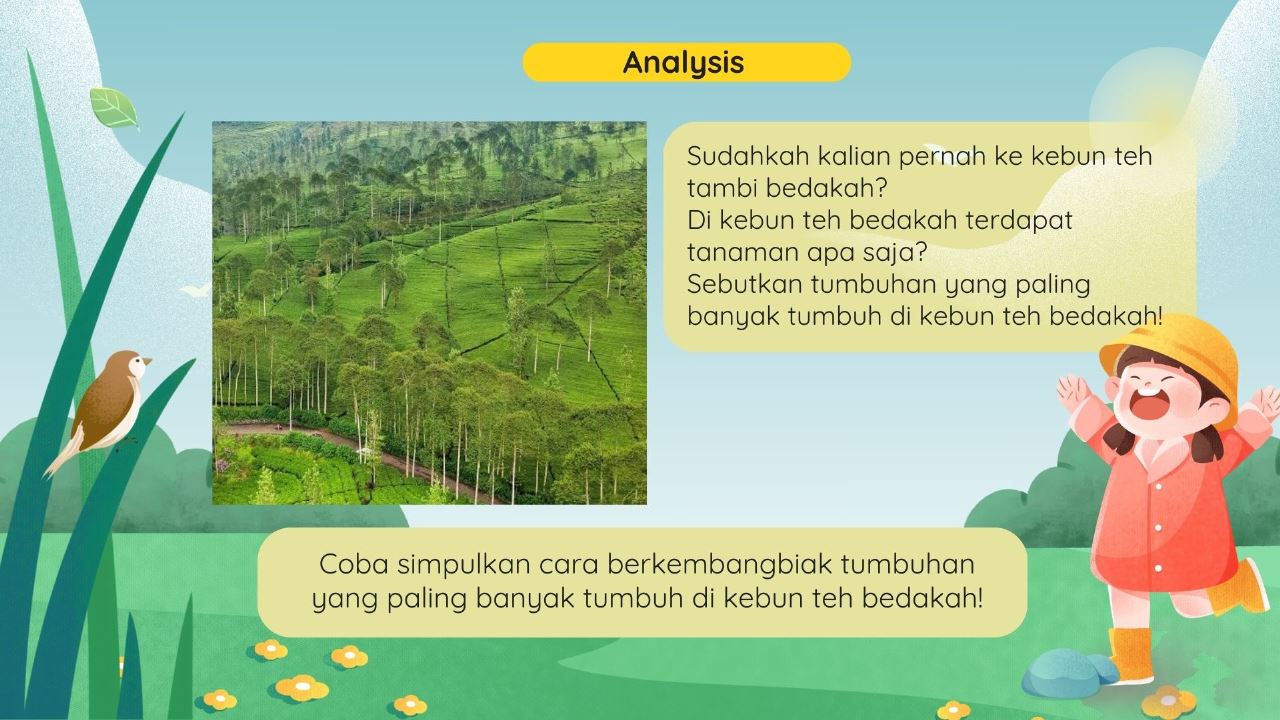 Analysis
Sudahkah kalian pernah ke kebun teh
tambi bedakah?
Di kebun teh bedakah terdapat
tanaman apa saja?
Sebutkan tumbuhan yang paling
banyak tumbuh di kebun teh bedakah!
Coba simpulkan cara berkembangbiak tumbuhan
yang paling banyak tumbuh di kebun teh bedakah!